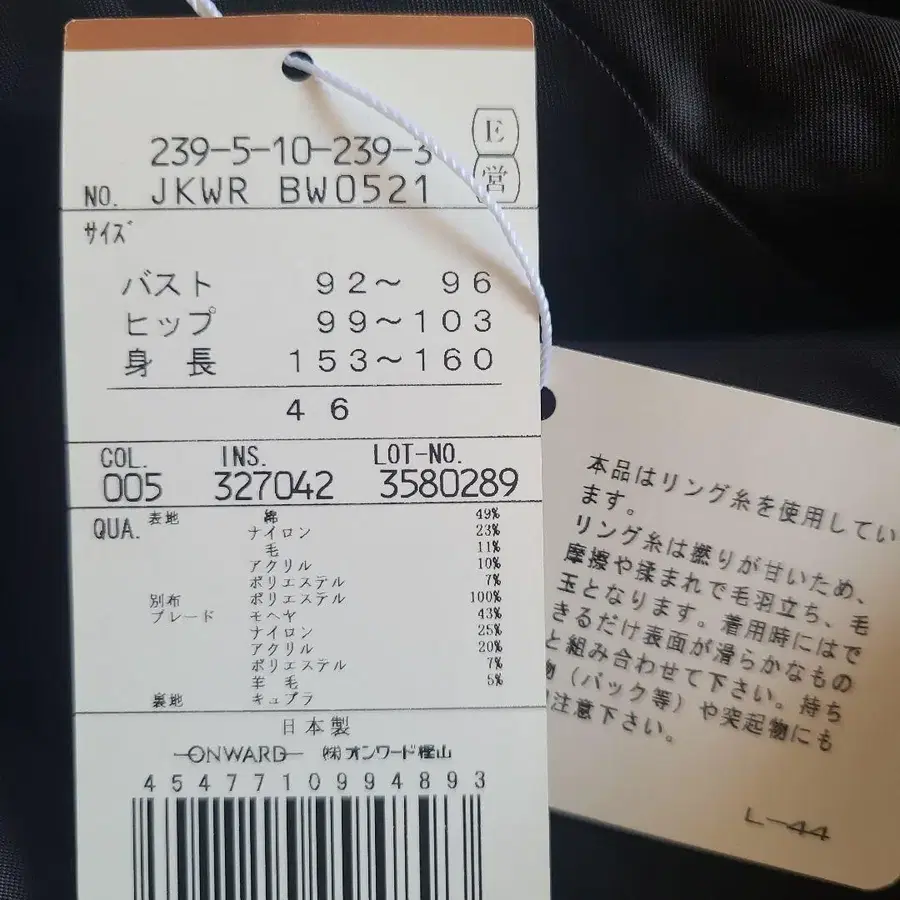 239-5-10-239-3
E
営
NO. JKWR BW0521
サイズ
バスト 92～ 96
ヒップ 99～103
身 長 153～160
46
COL. INS. LOT-NO.
005 327042 3580289
QUA. 表地 綿 49%
ナイロン 23%
毛 11%
アクリル 10%
ポリエステル 7%
別布 ポリエステル 100%
ブレード モヘヤ 43%
ナイロン 25%
アクリル 20%
ポリエステル 7%
羊毛 5%
裏地 キュプラ
日本製
ONWARD ㈱オンワード樫山
4547710994893
本品はリング糸を使用してい
ます。
リング糸は撚りが甘いため、
摩擦や揉まれで毛羽立ち、毛
玉となります。着用時にはで
きるだけ表面が滑らかなもの
と組み合わせて下さい。持ち
物（バック等）や突起物にも
注意下さい。
L-44